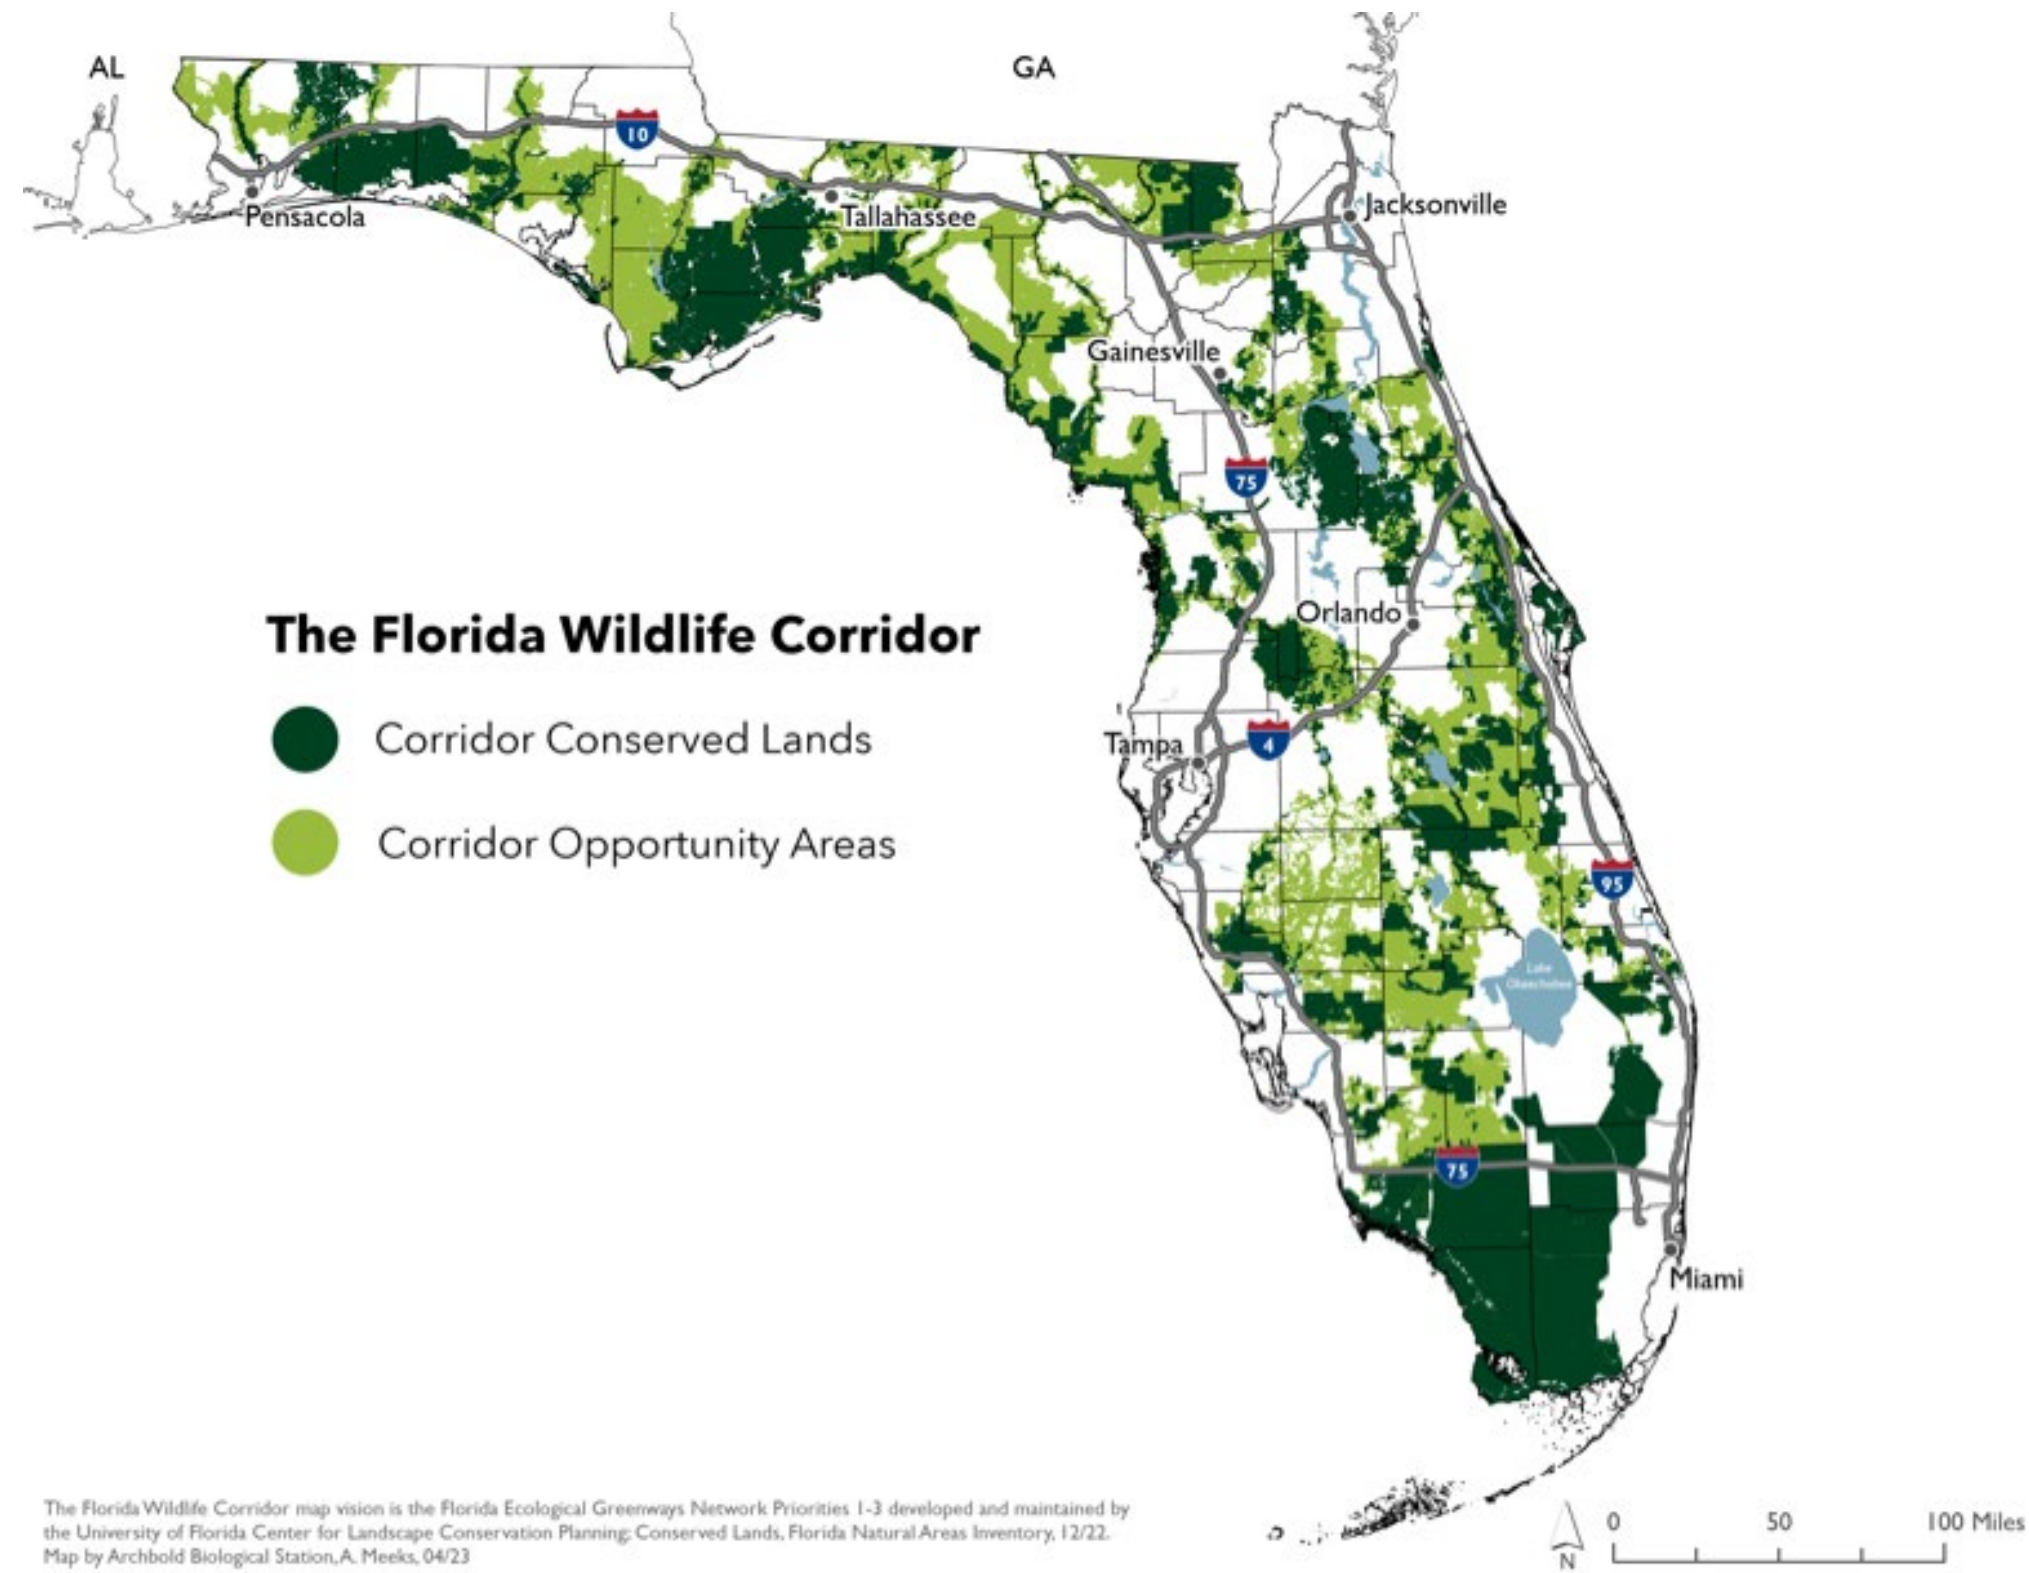 AL
GA
10
Pensacola
Tallahassee
Jacksonville
Gainesville
75
Orlando
The Florida Wildlife Corridor
Corridor Conserved Lands
Corridor Opportunity Areas
Tampa
4
95
Lake
Okeechobee
75
Miami
The Florida Wildlife Corridor map vision is the Florida Ecological Greenways Network Priorities 1-3 developed and maintained by
the University of Florida Center for Landscape Conservation Planning; Conserved Lands, Florida Natural Areas Inventory, 12/22.
Map by Archbold Biological Station, A. Meeks, 04/23
N
0 50 100 Miles